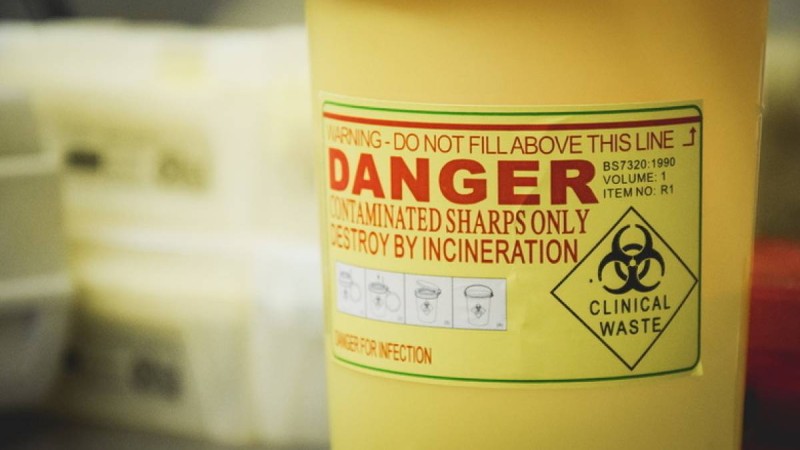 WARNING - DO NOT FILL ABOVE THIS LINE
DANGER
BS7320:1990
VOLUME: 1
ITEM NO: R1
CONTAMINATED SHARPS ONLY
DESTROY BY INCINERATION
CLINICAL
WASTE
DANGER FOR INFECTION